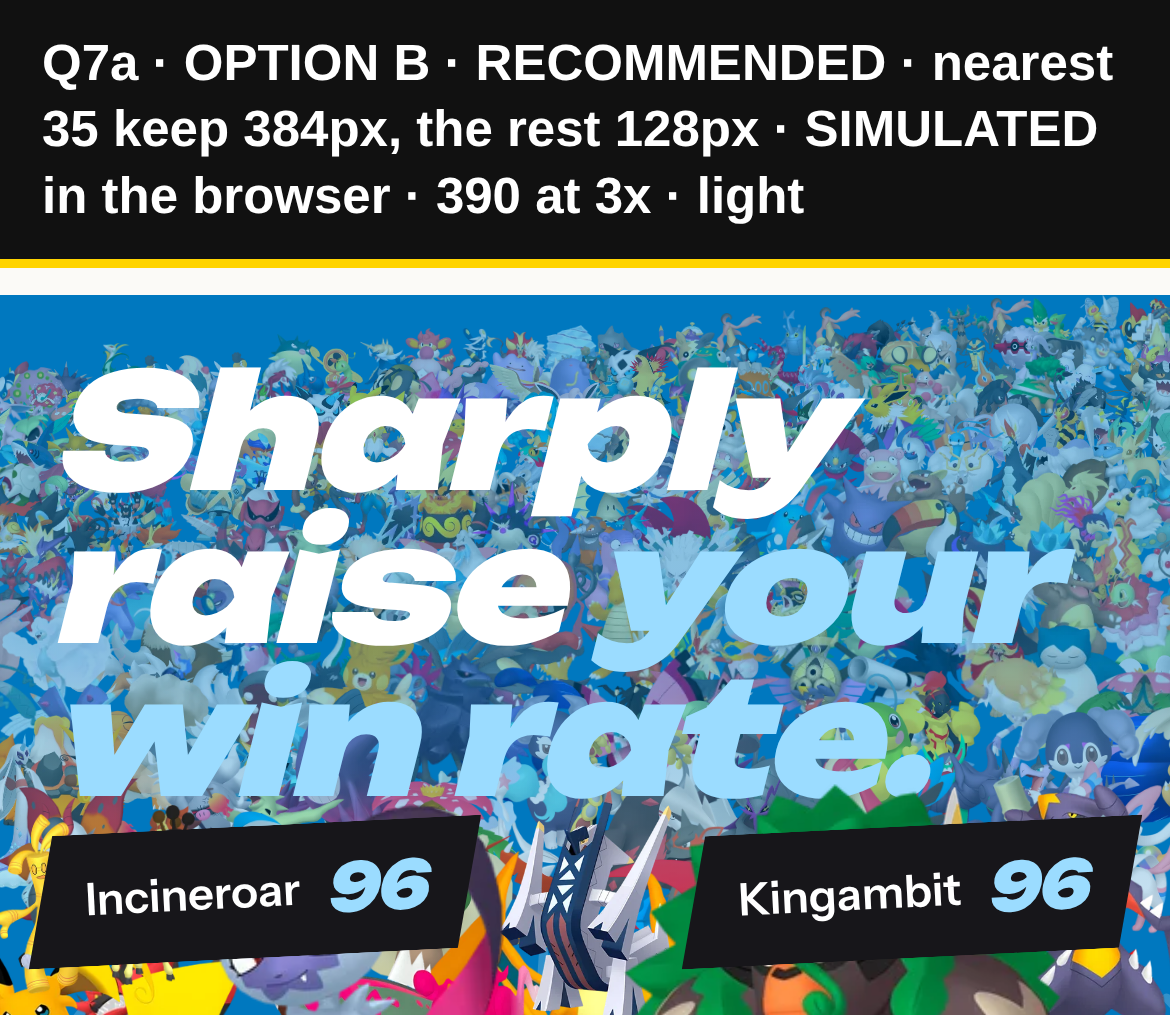 Q7a · OPTION B · RECOMMENDED · nearest
35 keep 384px, the rest 128px · SIMULATED
in the browser · 390 at 3x · light
Sharply
raise your
win rate.
Incineroar 96
Kingambit 96